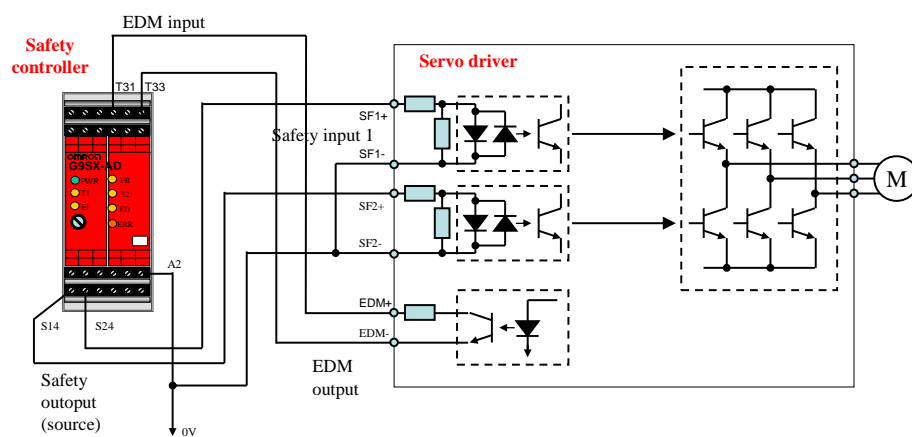 EDM input
Safety
controller
T31 T33
Servo driver
SF1+
Safety input 1
SF1-
omron
G9SX-AD
PWR
FB
T1
T2
EI
ED
ERR
SF2+
SF2-
M
A2
S14
S24
EDM+
EDM-
EDM
output
Safety
outoput
(source)
0V